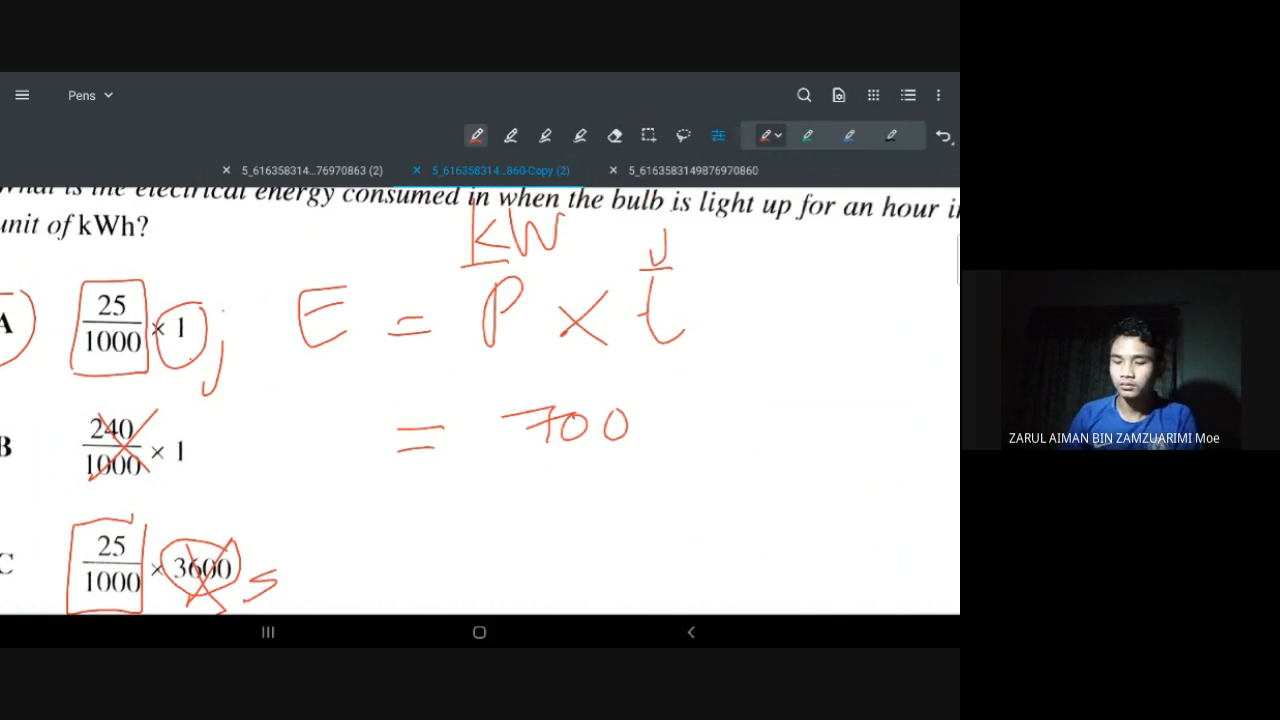 Pens
5_616358314...76970863 (2)
5_616358314...860-Copy (2)
5_6163583149876970860
What is the electrical energy consumed in when the bulb is light up for an hour in
unit of kWh?
kW
J
A 25/1000 × 1 j
E = P × t
B 240/1000 × 1
= 700
C 25/1000 × 3600 s
ZARUL AIMAN BIN ZAMZUARIMI Moe